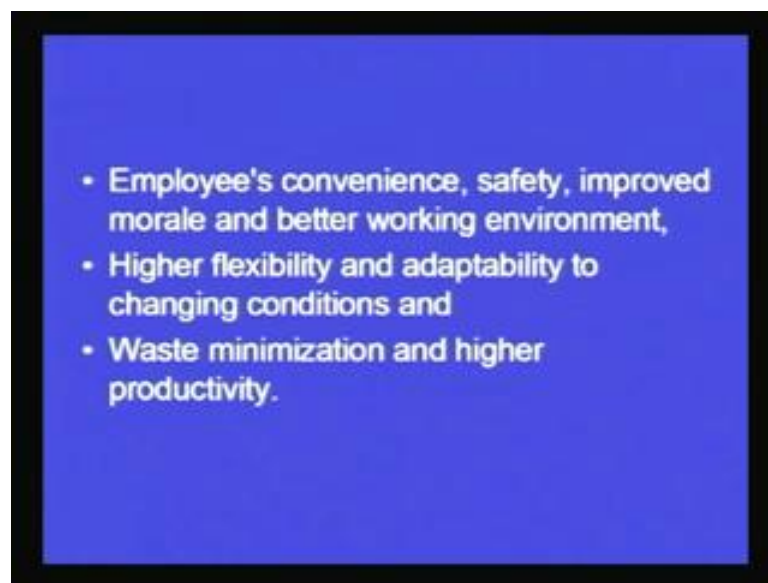 • Employee's convenience, safety, improved
morale and better working environment,
• Higher flexibility and adaptability to
changing conditions and
• Waste minimization and higher
productivity.